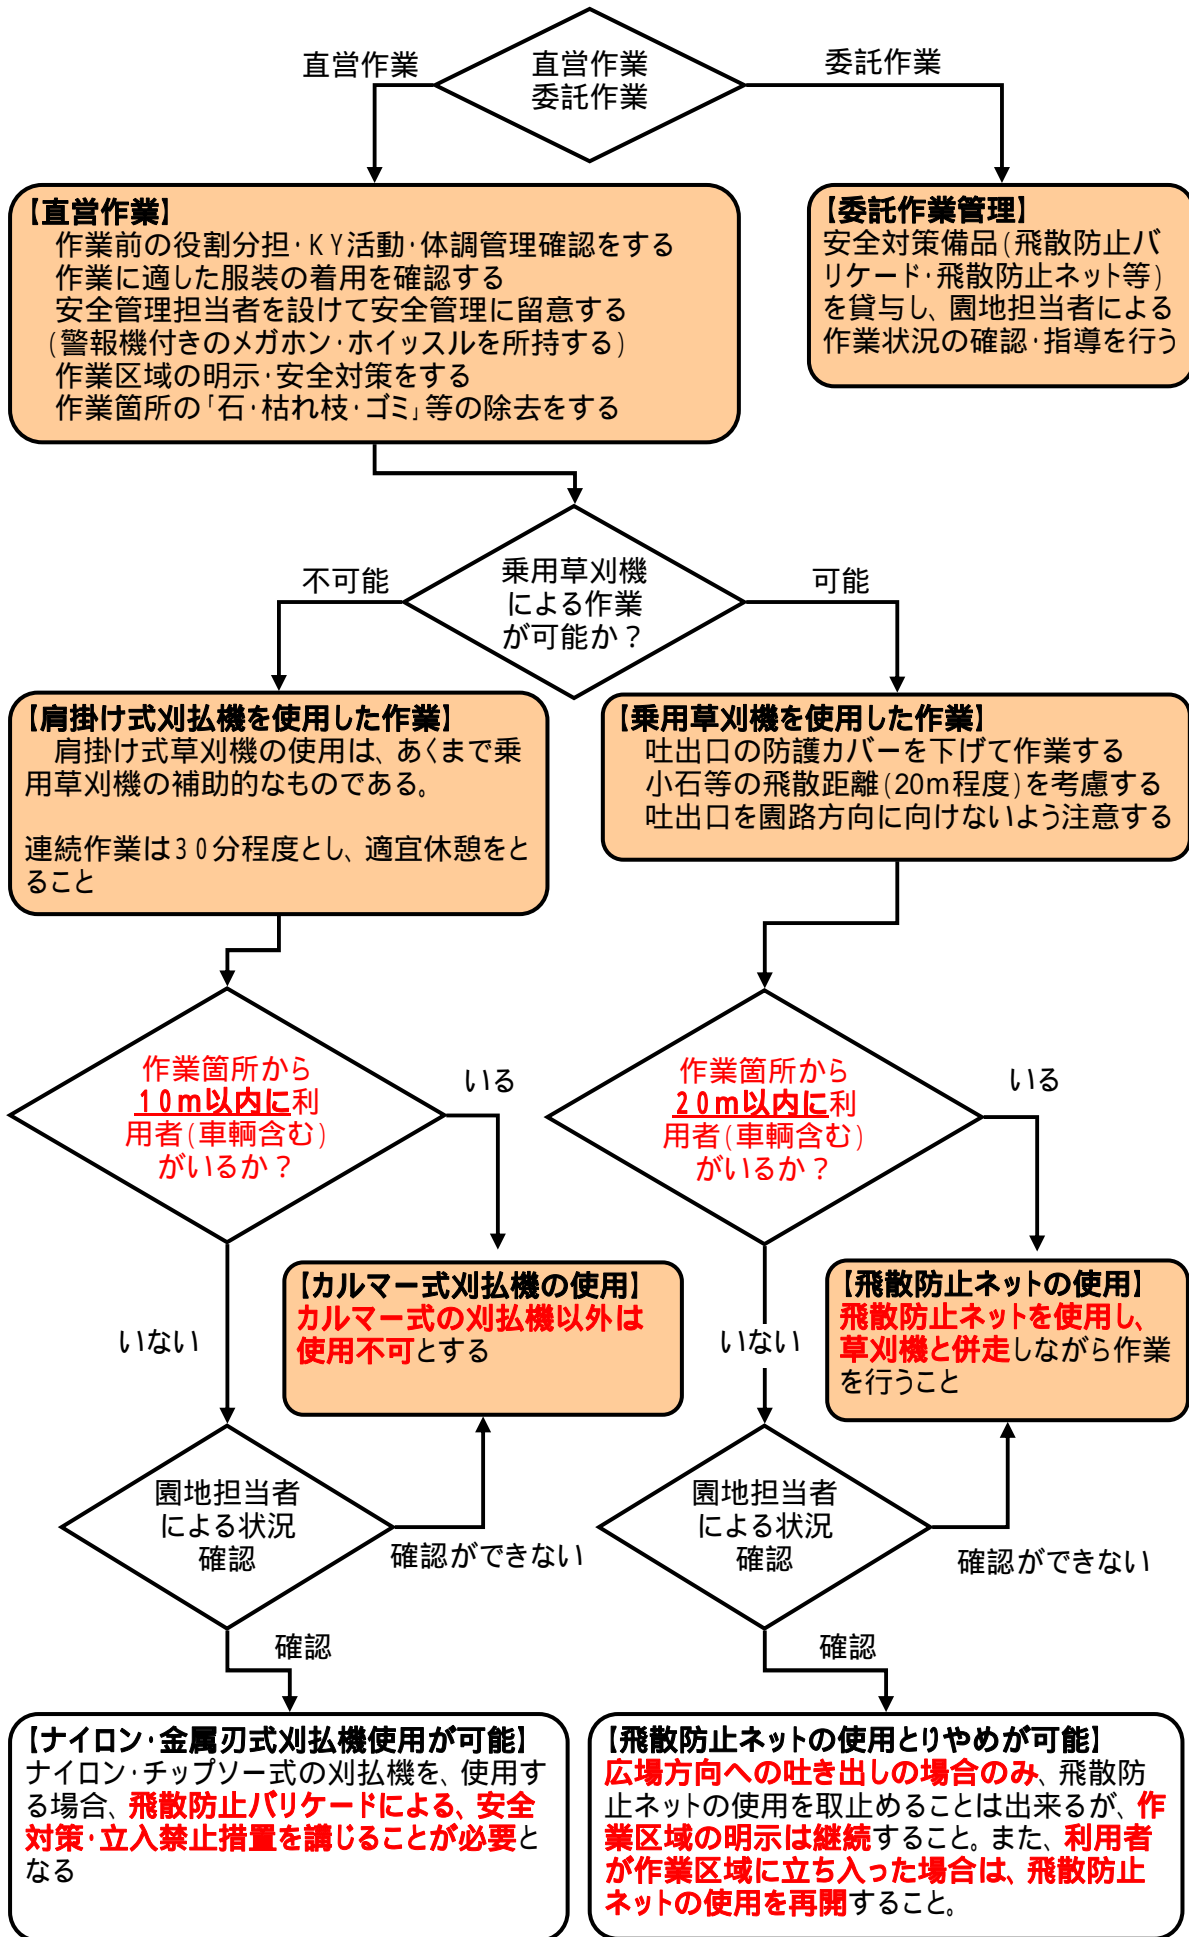 直営作業
委託作業
直営作業
委託作業
【直営作業】
作業前の役割分担・KY活動・体調管理確認をする
作業に適した服装の着用を確認する
安全管理担当者を設けて安全管理に留意する
(警報機付きのメガホン・ホイッスルを所持する)
作業区域の明示・安全対策をする
作業箇所の「石・枯れ枝・ゴミ」等の除去をする
【委託作業管理】
安全対策備品(飛散防止バ
リケード・飛散防止ネット等)
を貸与し、園地担当者による
作業状況の確認・指導を行う
乗用草刈機
による作業
が可能か？
不可能
可能
【肩掛け式刈払機を使用した作業】
肩掛け式草刈機の使用は、あくまで乗
用草刈機の補助的なものである。
連続作業は30分程度とし、適宜休憩をと
ること
【乗用草刈機を使用した作業】
吐出口の防護カバーを下げて作業する
小石等の飛散距離(20m程度)を考慮する
吐出口を園路方向に向けないよう注意する
作業箇所から
10m以内に利
用者(車輌含む)
がいるか？
いる
作業箇所から
20m以内に利
用者(車輌含む)
がいるか？
いる
【カルマー式刈払機の使用】
カルマー式の刈払機以外は
使用不可とする
【飛散防止ネットの使用】
飛散防止ネットを使用し、
草刈機と併走しながら作業
を行うこと
いない
いない
園地担当者
による状況
確認
確認ができない
園地担当者
による状況
確認
確認ができない
確認
確認
【ナイロン・金属刃式刈払機使用が可能】
ナイロン・チップソー式の刈払機を、使用す
る場合、飛散防止バリケードによる、安全
対策・立入禁止措置を講じることが必要と
なる
【飛散防止ネットの使用とりやめが可能】
広場方向への吐き出しの場合のみ、飛散防
止ネットの使用を取止めることは出来るが、作
業区域の明示は継続すること。また、利用者
が作業区域に立ち入った場合は、飛散防止
ネットの使用を再開すること。